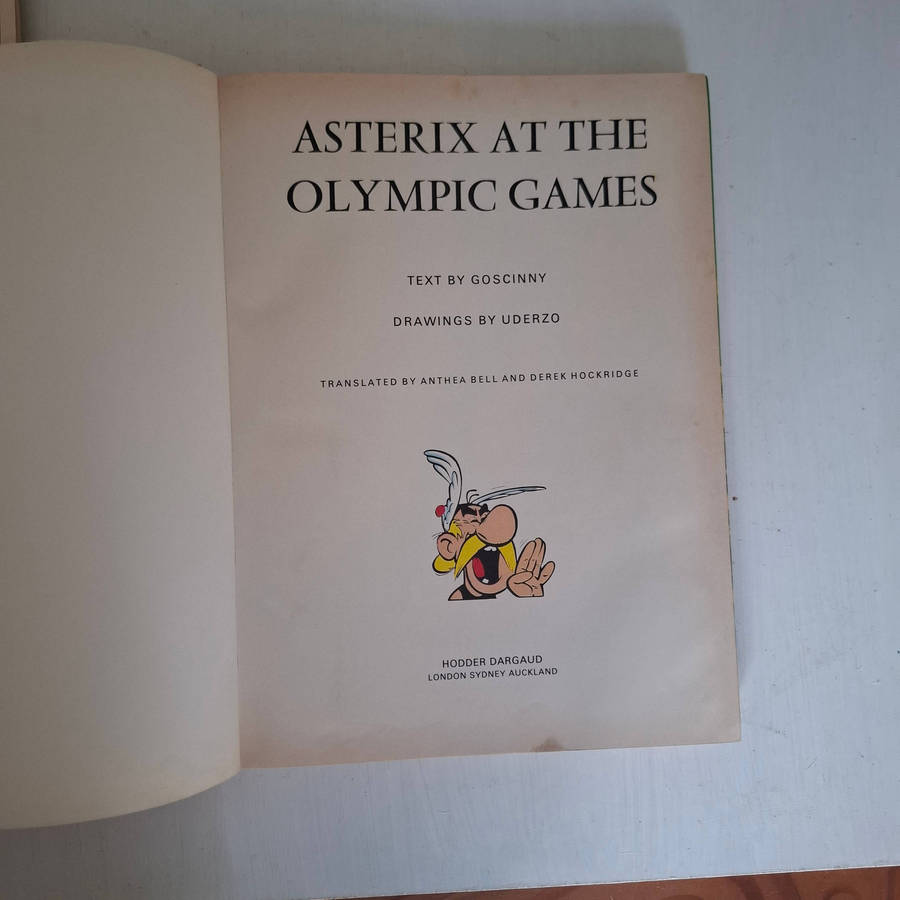 ASTERIX AT THE
OLYMPIC GAMES
TEXT BY GOSCINNY
DRAWINGS BY UDERZO
TRANSLATED BY ANTHEA BELL AND DEREK HOCKRIDGE
HODDER DARGAUD
LONDON SYDNEY AUCKLAND